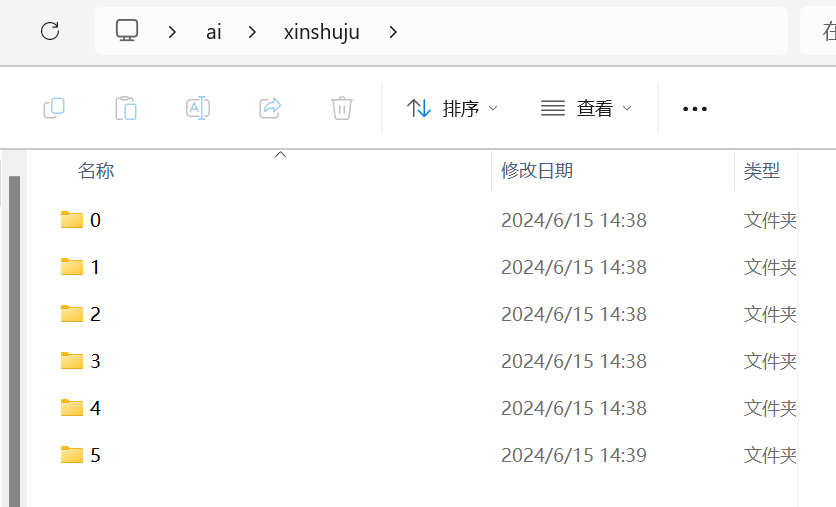 ai xinshuju 在
排序 查看
名称 修改日期 类型
0 2024/6/15 14:38 文件夹
1 2024/6/15 14:38 文件夹
2 2024/6/15 14:38 文件夹
3 2024/6/15 14:38 文件夹
4 2024/6/15 14:38 文件夹
5 2024/6/15 14:39 文件夹